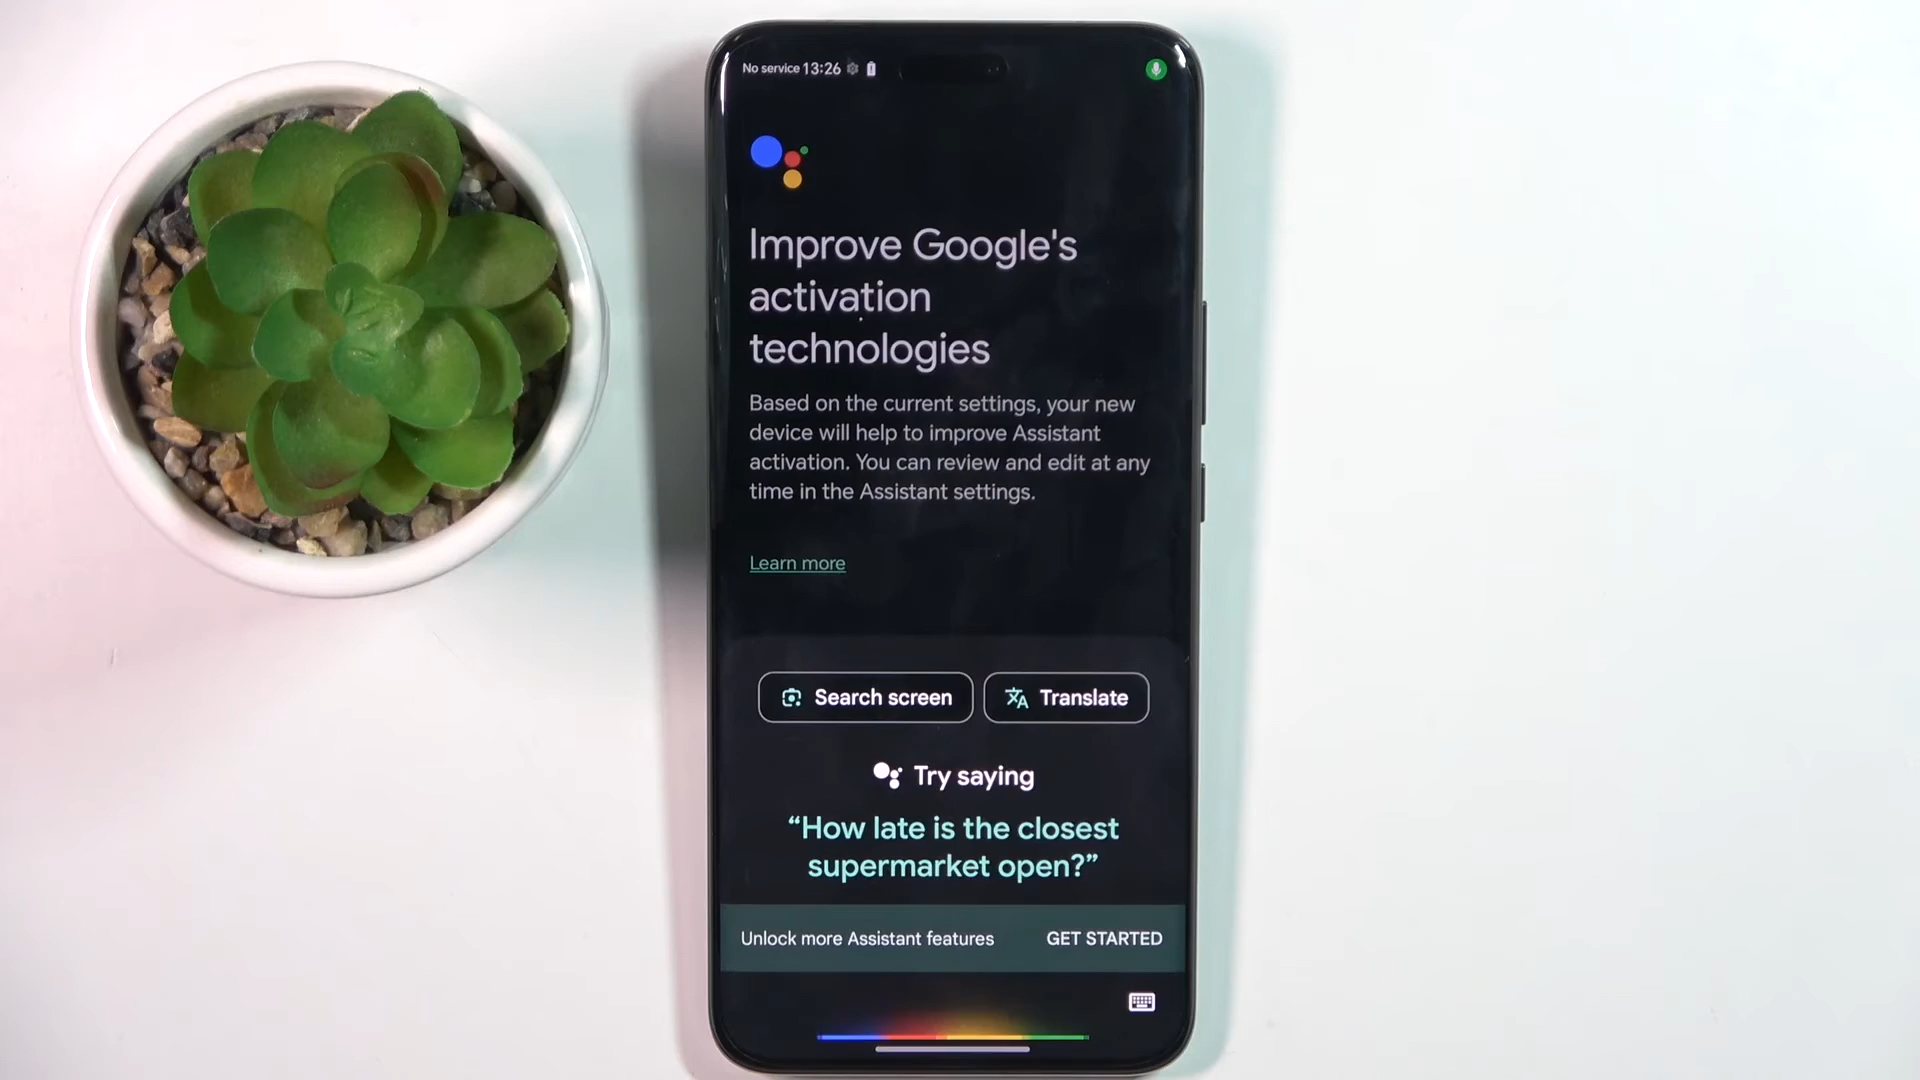 No service 13:26
Improve Google's
activation
technologies
Based on the current settings, your new
device will help to improve Assistant
activation. You can review and edit at any
time in the Assistant settings.
Learn more
Search screen
Translate
Try saying
“How late is the closest
supermarket open?”
Unlock more Assistant features
GET STARTED